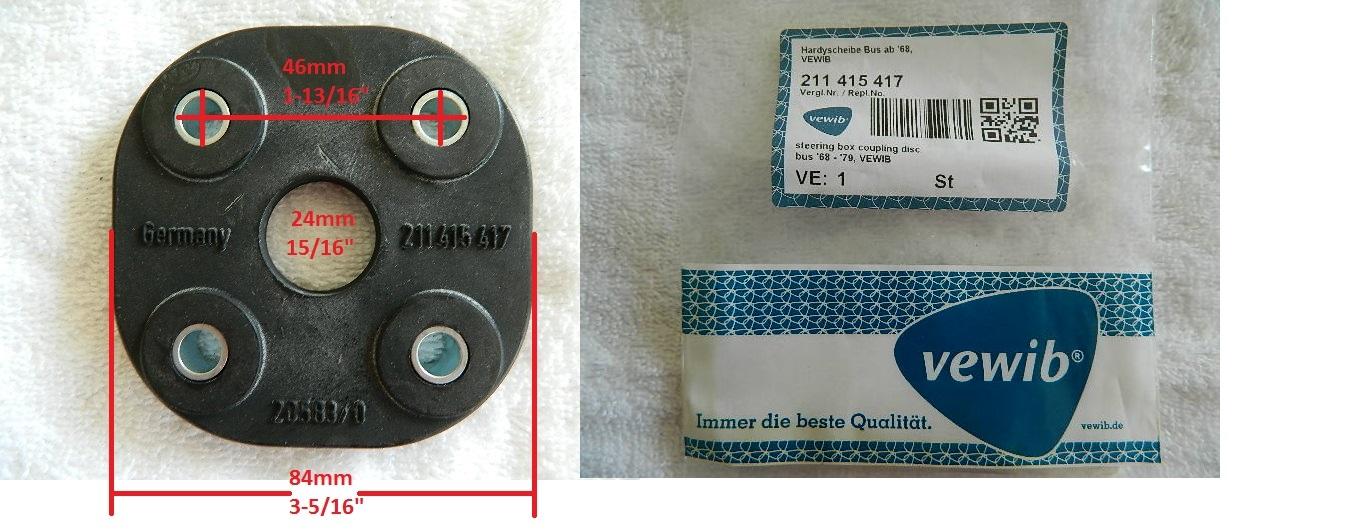 46mm
1-13/16"
24mm
15/16"
Germany
211 415 417
20583/0
84mm
3-5/16"
Hardyscheibe Bus ab '68,
VEWIB
211 415 417
Vergl.Nr. / Repl.No.
vewib
steering box coupling disc
bus '68 - '79, VEWIB
VE: 1 St
vewib®
Immer die beste Qualität.
vewib.de